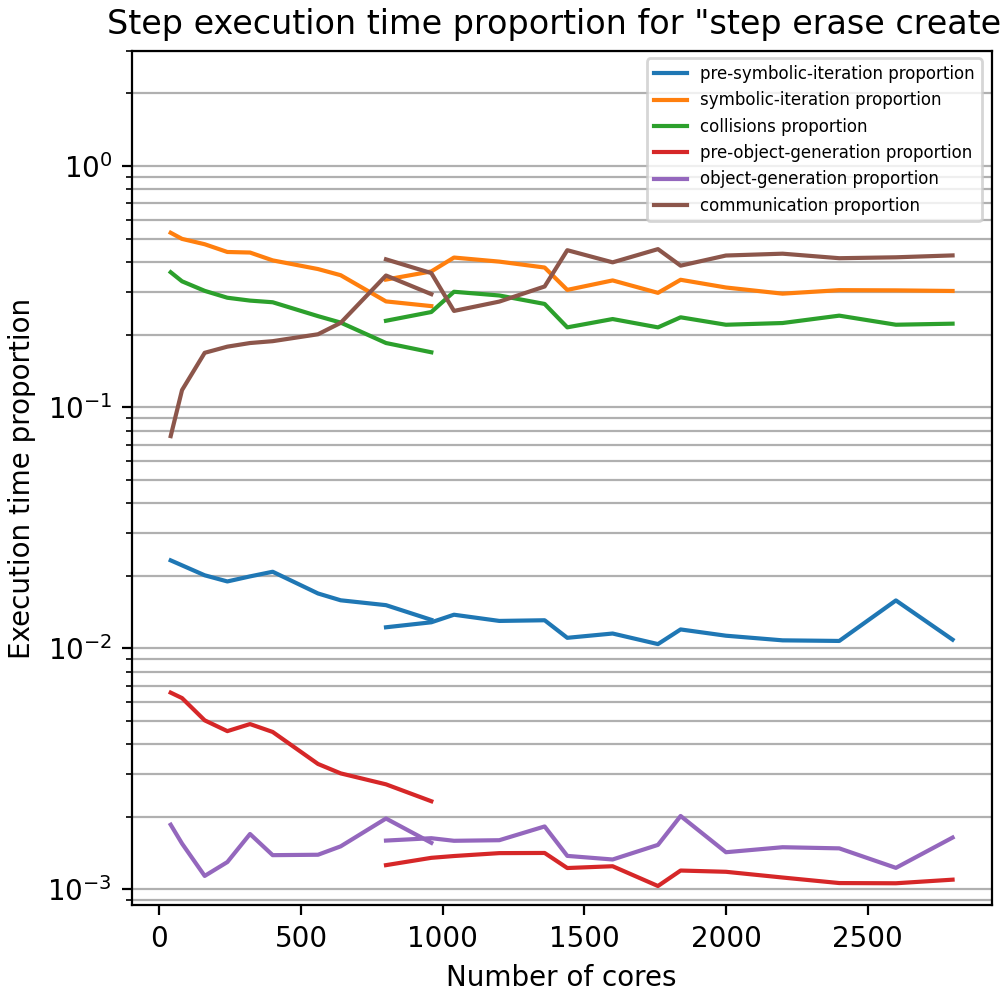 Step execution time proportion for "step erase create
pre-symbolic-iteration proportion
symbolic-iteration proportion
collisions proportion
pre-object-generation proportion
object-generation proportion
communication proportion
Execution time proportion
10⁰
10⁻¹
10⁻²
10⁻³
0 500 1000 1500 2000 2500
Number of cores